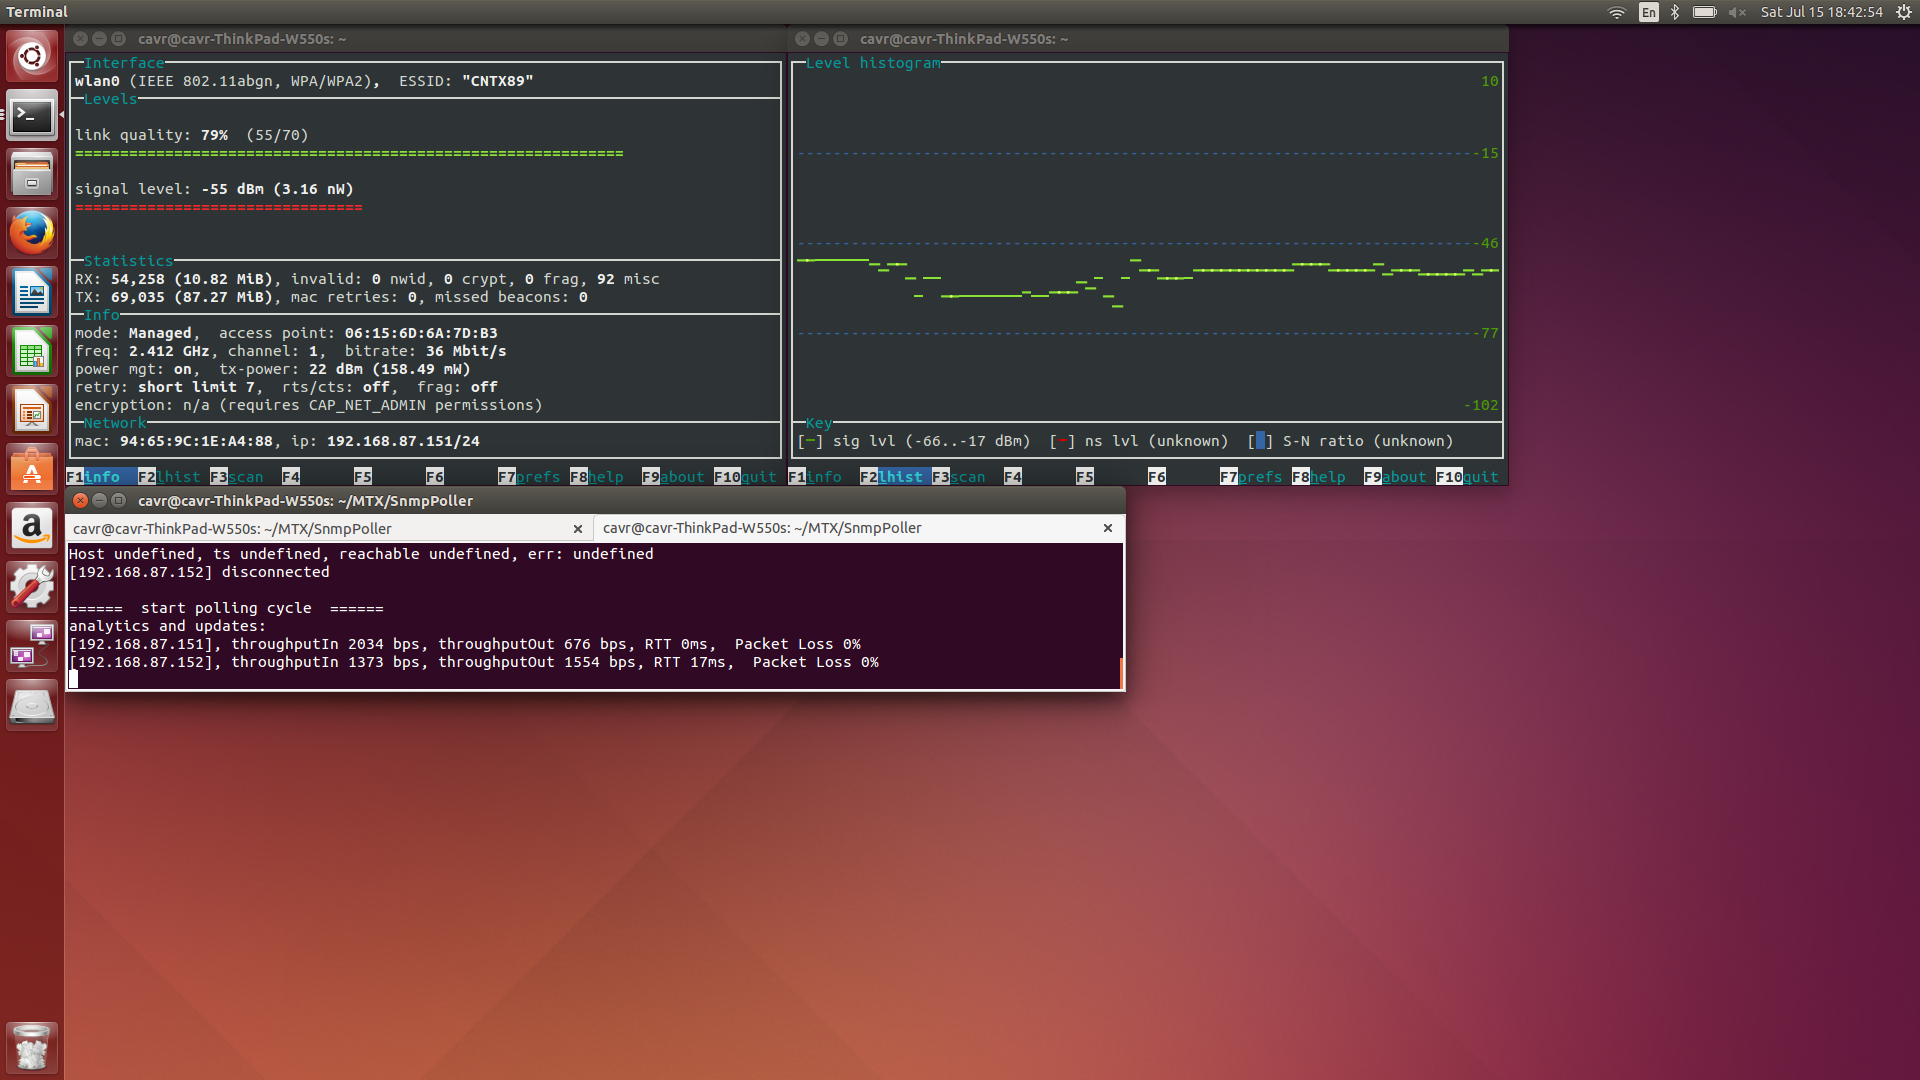 Terminal
En
Sat Jul 15 18:42:54
cavr@cavr-ThinkPad-W550s: ~
Interface
wlan0 (IEEE 802.11abgn, WPA/WPA2),  ESSID: "CNTX89"
Levels
link quality: 79%  (55/70)
============================================================
signal level: -55 dBm (3.16 nW)
================================
Statistics
RX: 54,258 (10.82 MiB), invalid: 0 nwid, 0 crypt, 0 frag, 92 misc
TX: 69,035 (87.27 MiB), mac retries: 0, missed beacons: 0
Info
mode: Managed,  access point: 06:15:6D:6A:7D:B3
freq: 2.412 GHz, channel: 1,  bitrate: 36 Mbit/s
power mgt: on,  tx-power: 22 dBm (158.49 mW)
retry: short limit 7,  rts/cts: off,  frag: off
encryption: n/a (requires CAP_NET_ADMIN permissions)
Network
mac: 94:65:9C:1E:A4:88, ip: 192.168.87.151/24
F1info F2lhist F3scan F4 F5 F6 F7prefs F8help F9about F10quit
cavr@cavr-ThinkPad-W550s: ~
Level histogram
10
-15
-46
-77
-102
Key
[-] sig lvl (-66..-17 dBm)  [-] ns lvl (unknown)  [ ] S-N ratio (unknown)
F1info F2lhist F3scan F4 F5 F6 F7prefs F8help F9about F10quit
cavr@cavr-ThinkPad-W550s: ~/MTX/SnmpPoller
cavr@cavr-ThinkPad-W550s: ~/MTX/SnmpPoller
cavr@cavr-ThinkPad-W550s: ~/MTX/SnmpPoller
Host undefined, ts undefined, reachable undefined, err: undefined
[192.168.87.152] disconnected
======  start polling cycle  ======
analytics and updates:
[192.168.87.151], throughputIn 2034 bps, throughputOut 676 bps, RTT 0ms,  Packet Loss 0%
[192.168.87.152], throughputIn 1373 bps, throughputOut 1554 bps, RTT 17ms,  Packet Loss 0%